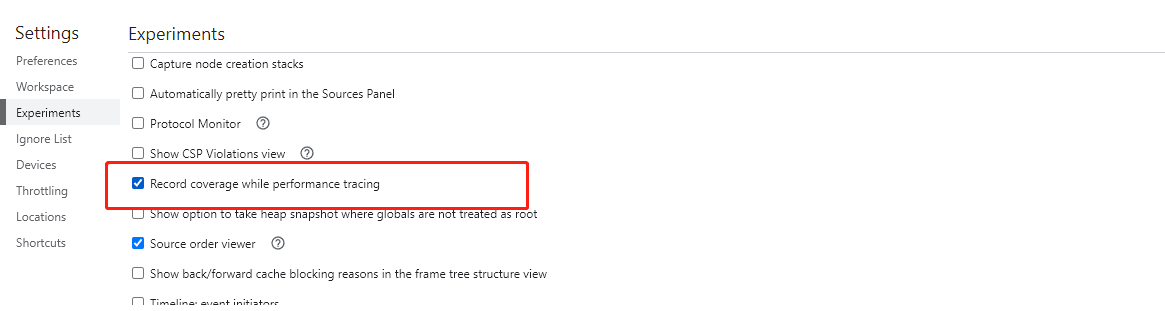 Settings
Preferences
Workspace
Experiments
Ignore List
Devices
Throttling
Locations
Shortcuts
Experiments
Capture node creation stacks
Automatically pretty print in the Sources Panel
Protocol Monitor ?
Show CSP Violations view ?
Record coverage while performance tracing
Show option to take heap snapshot where globals are not treated as root
Source order viewer ?
Show back/forward cache blocking reasons in the frame tree structure view
Timeline: event initiators